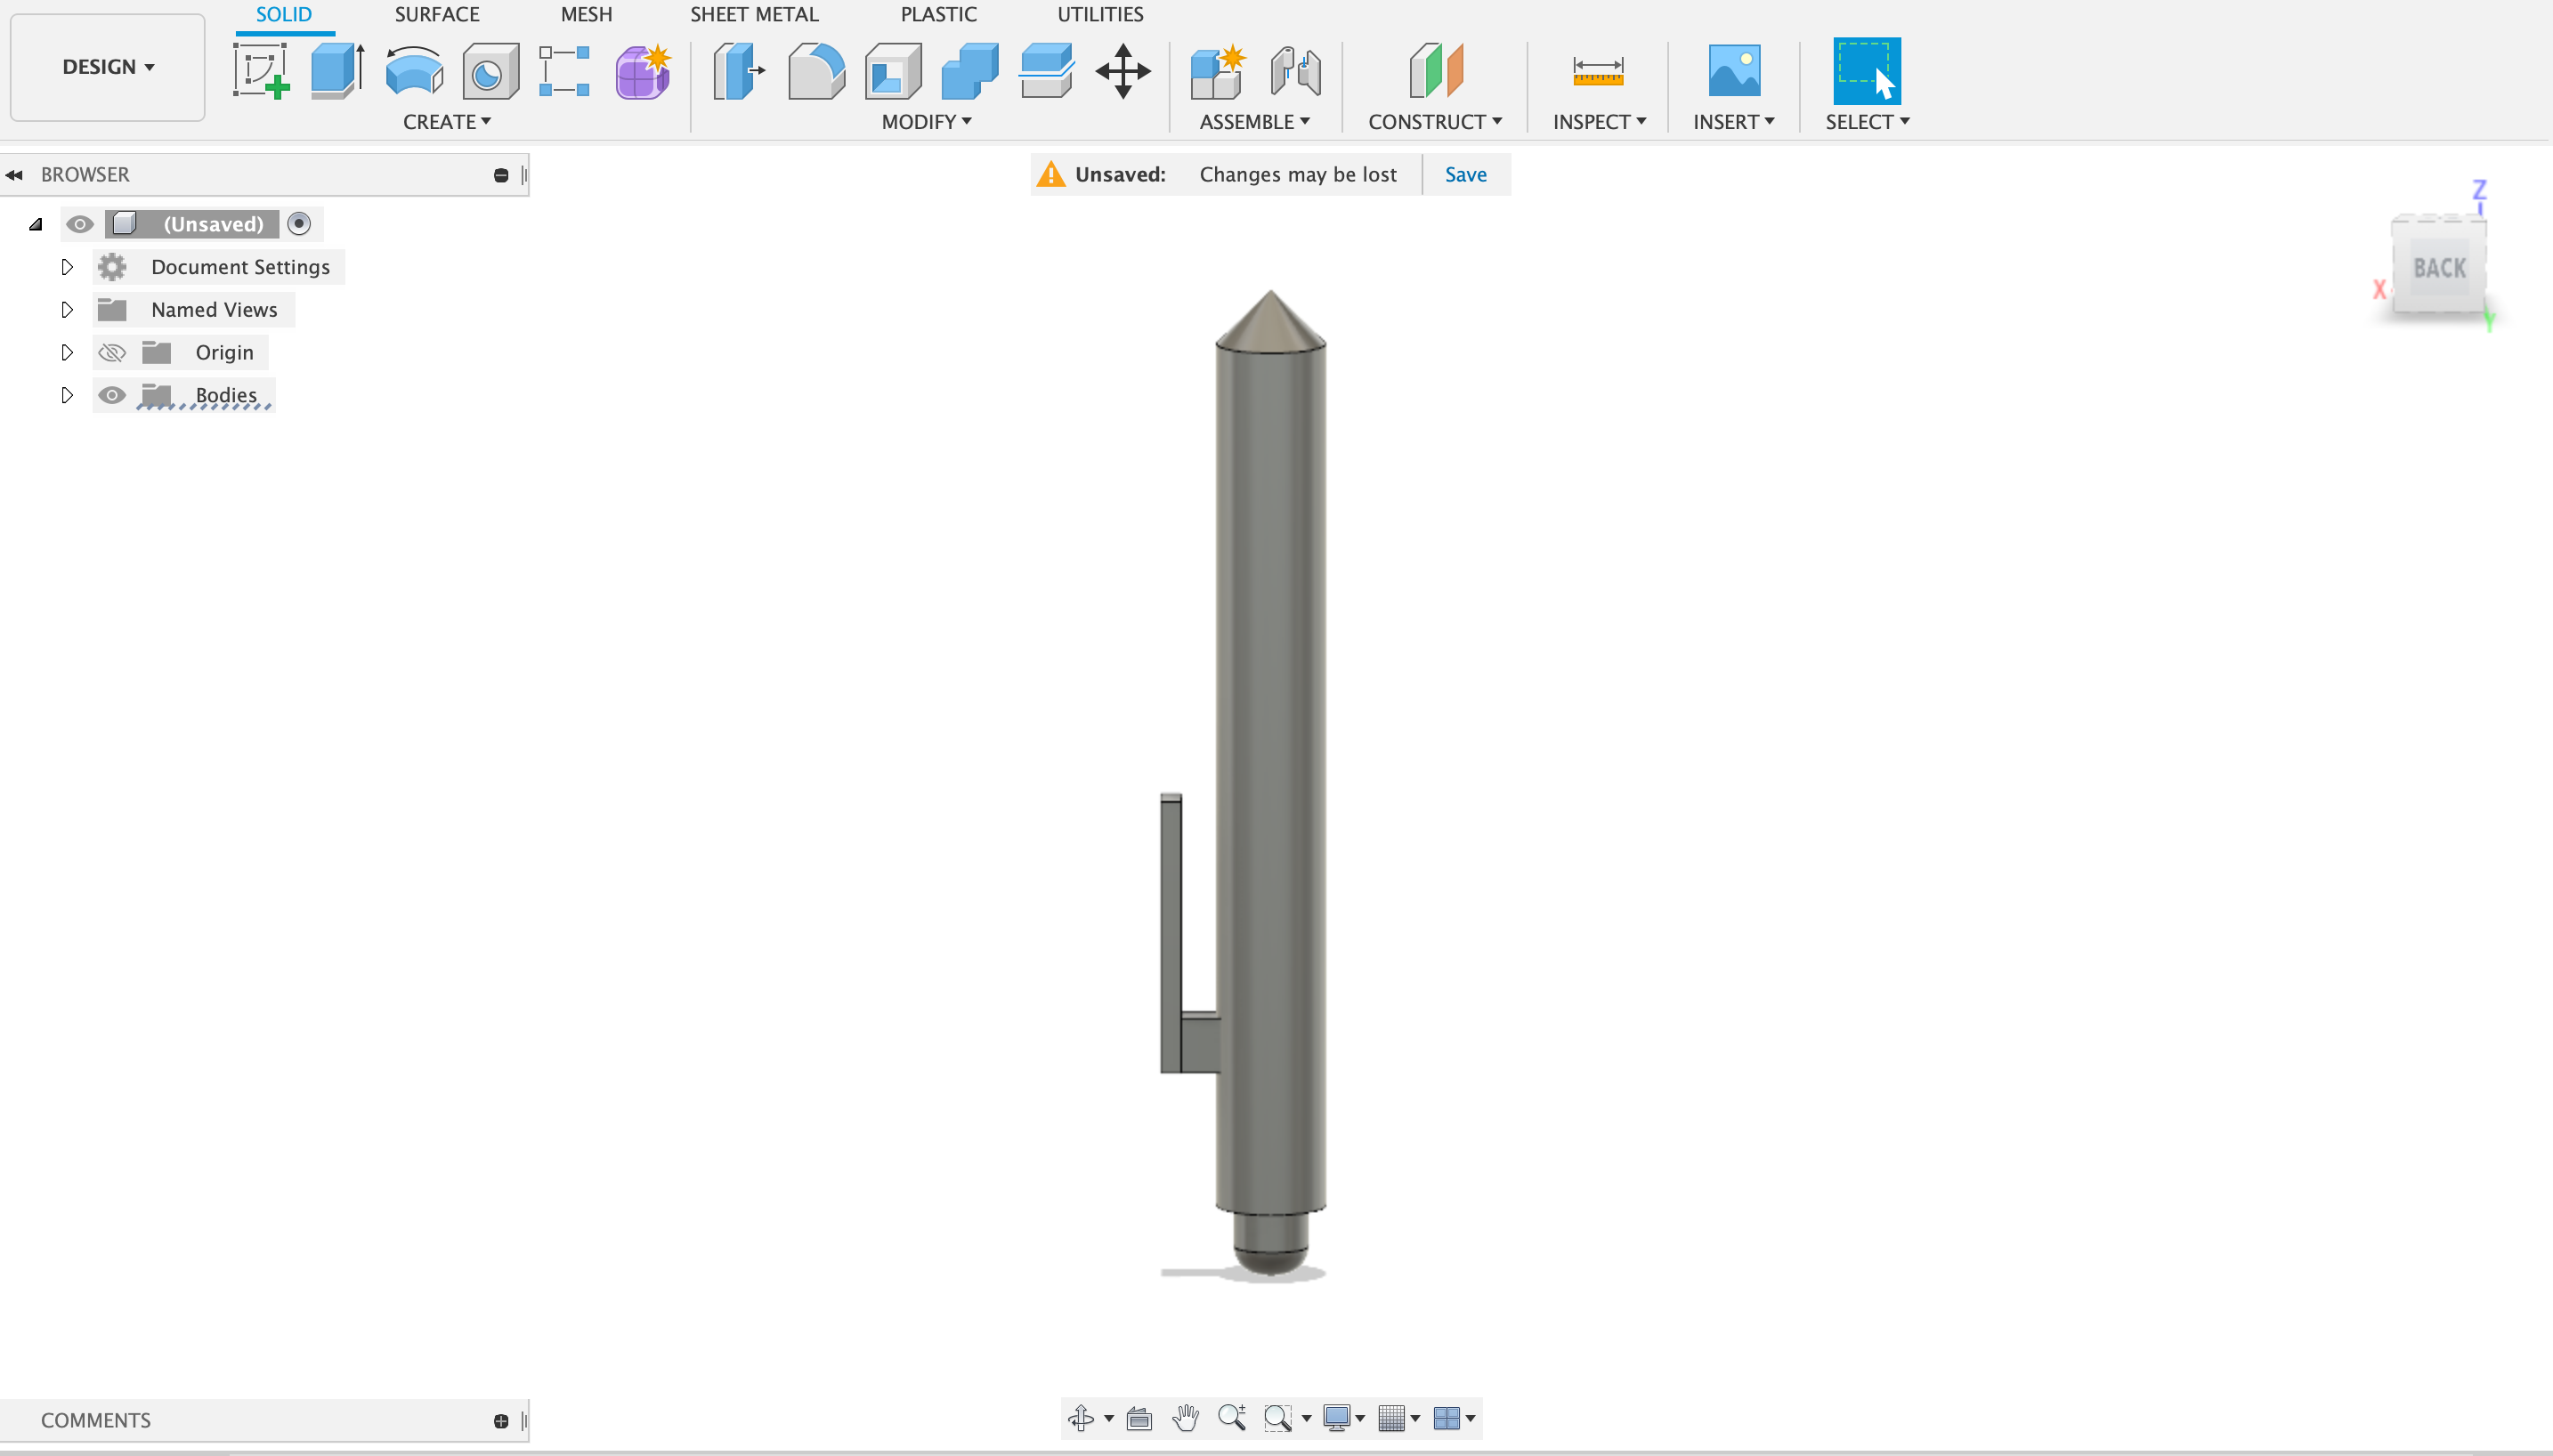 SOLID SURFACE MESH SHEET METAL PLASTIC UTILITIES
DESIGN
CREATE MODIFY ASSEMBLE CONSTRUCT INSPECT INSERT SELECT
BROWSER
Unsaved: Changes may be lost Save
(Unsaved)
Document Settings
Named Views
Origin
Bodies
Z
BACK
X
Y
COMMENTS